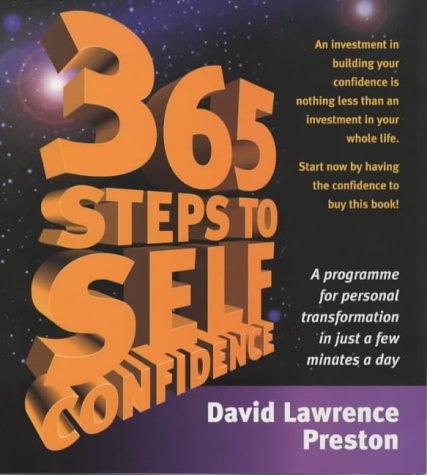 365
STEPS TO
SELF
CONFIDENCE
An investment in
building your
confidence is
nothing less than an
investment in your
whole life.
Start now by having
the confidence to
buy this book!
A programme
for personal
transformation
in just a few
minutes a day
David Lawrence
Preston